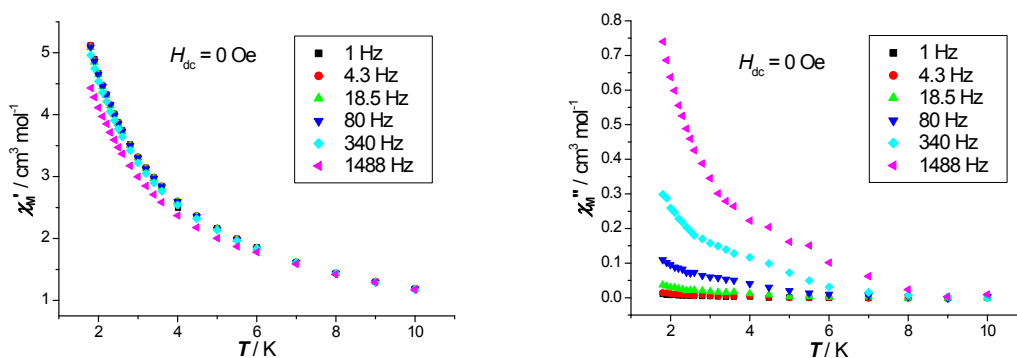 χM' / cm³ mol⁻¹
5
4
3
2
1
2 4 6 8 10
T / K
Hdc = 0 Oe
1 Hz
4.3 Hz
18.5 Hz
80 Hz
340 Hz
1488 Hz
χM'' / cm³ mol⁻¹
0.8
0.7
0.6
0.5
0.4
0.3
0.2
0.1
0.0
2 4 6 8 10
T / K
Hdc = 0 Oe
1 Hz
4.3 Hz
18.5 Hz
80 Hz
340 Hz
1488 Hz